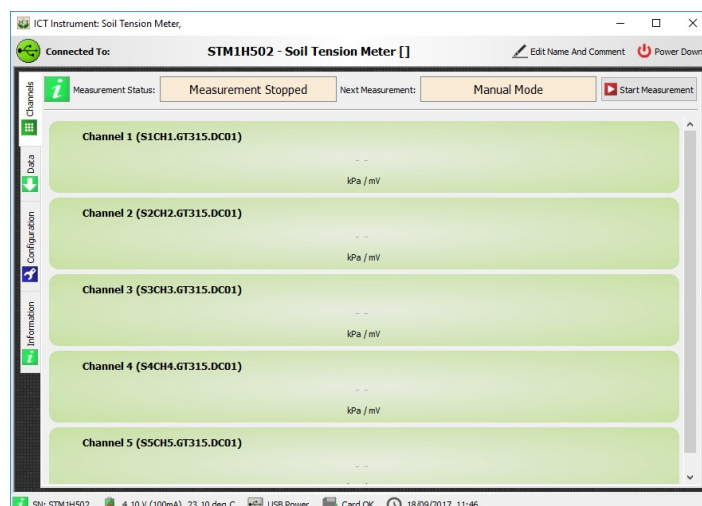 ICT Instrument: Soil Tension Meter,
Connected To: STM1H502 - Soil Tension Meter [] Edit Name And Comment Power Down
Measurement Status: Measurement Stopped Next Measurement: Manual Mode Start Measurement
Channels
Data
Configuration
Information
Channel 1 (S1CH1.GT315.DC01)
- -
kPa / mV
Channel 2 (S2CH2.GT315.DC01)
- -
kPa / mV
Channel 3 (S3CH3.GT315.DC01)
- -
kPa / mV
Channel 4 (S4CH4.GT315.DC01)
- -
kPa / mV
Channel 5 (S5CH5.GT315.DC01)
- -
SN: STM1H502 4.10 V (100mA) 23.10 deg C USB Power Card OK 18/09/2017 11:46